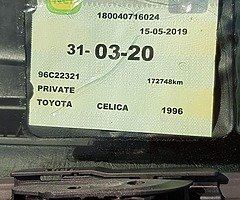 180040716024
15-05-2019
31- 03-20
96C22321
172748km
PRIVATE
TOYOTA CELICA 1996